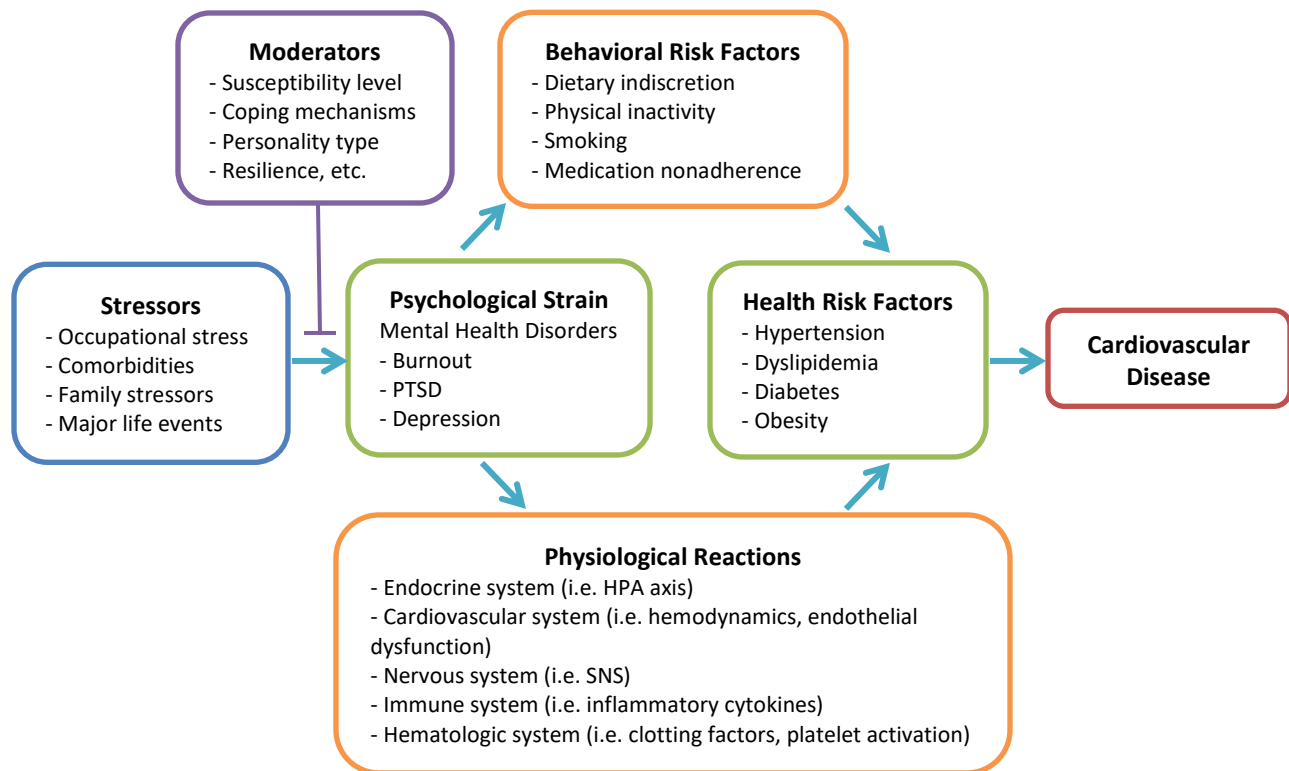 Moderators
- Susceptibility level
- Coping mechanisms
- Personality type
- Resilience, etc.
Behavioral Risk Factors
- Dietary indiscretion
- Physical inactivity
- Smoking
- Medication nonadherence
Stressors
- Occupational stress
- Comorbidities
- Family stressors
- Major life events
Psychological Strain
Mental Health Disorders
- Burnout
- PTSD
- Depression
Health Risk Factors
- Hypertension
- Dyslipidemia
- Diabetes
- Obesity
Cardiovascular
Disease
Physiological Reactions
- Endocrine system (i.e. HPA axis)
- Cardiovascular system (i.e. hemodynamics, endothelial
dysfunction)
- Nervous system (i.e. SNS)
- Immune system (i.e. inflammatory cytokines)
- Hematologic system (i.e. clotting factors, platelet activation)